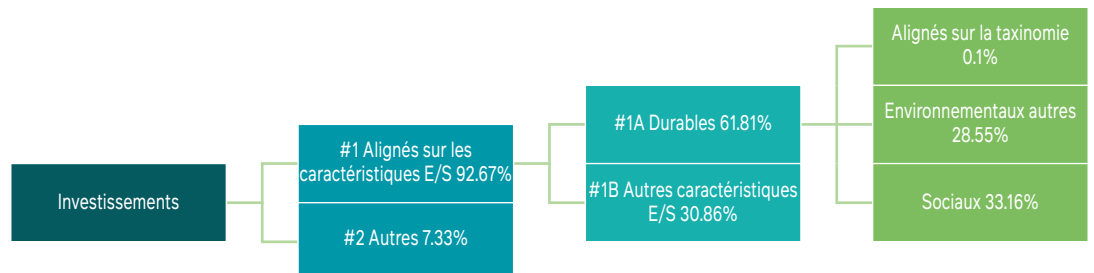 Investissements
#1 Alignés sur les
caractéristiques E/S 92.67%
#2 Autres 7.33%
#1A Durables 61.81%
#1B Autres caractéristiques
E/S 30.86%
Alignés sur la taxinomie
0.1%
Environnementaux autres
28.55%
Sociaux 33.16%